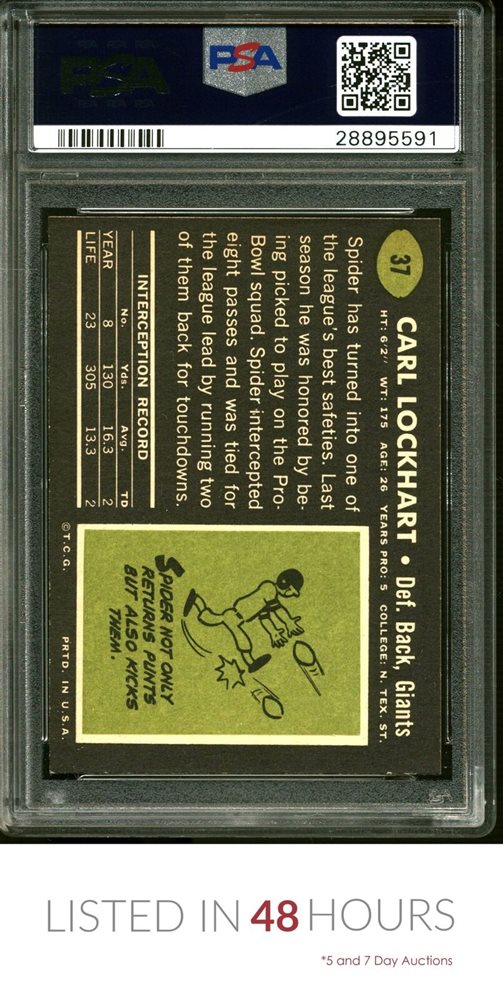 PSA
28895591
37
CARL LOCKHART • Def. Back, Giants
HT: 6'2" WT: 175 AGE: 26 YEARS PRO: 5 COLLEGE: N. TEX. ST.
Spider has turned into one of
the league's best safeties. Last
season he was honored by be-
ing picked to play on the Pro-
Bowl squad. Spider intercepted
eight passes and was tied for
the league lead by running two
of them back for touchdowns.
INTERCEPTION RECORD
No. Yds. Avg. TD
YEAR 8 130 16.3 2
LIFE 23 305 13.3 2
SPIDER NOT ONLY
RETURNS PUNTS
BUT ALSO KICKS
THEM.
©T.C.G. PRTD. IN U.S.A.
LISTED IN 48 HOURS
*5 and 7 Day Auctions